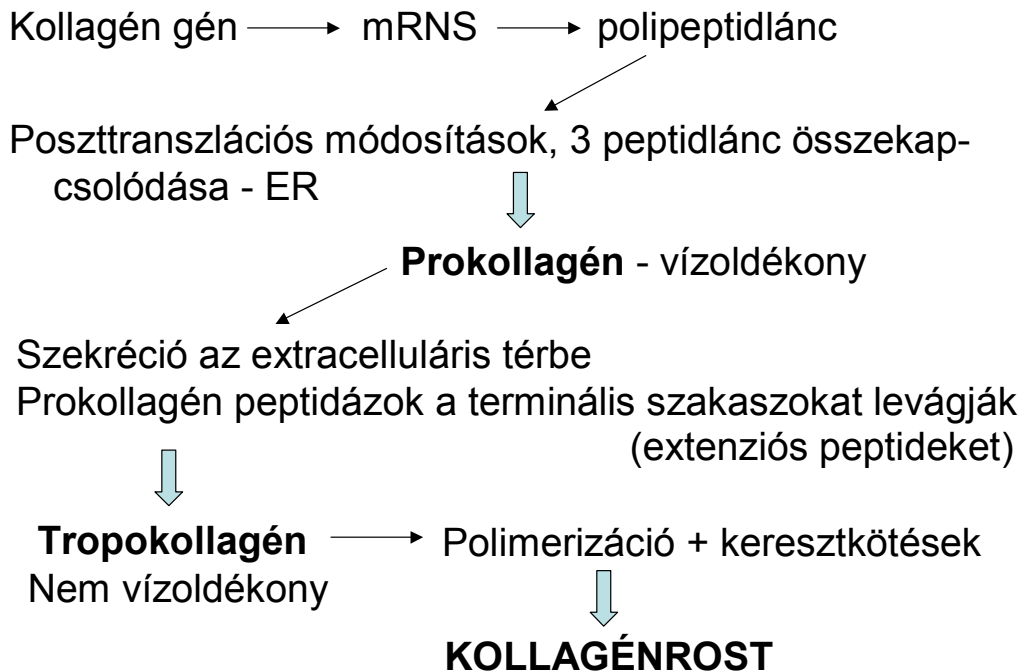 Kollagén gén mRNS polipeptidlánc
Poszttranszlációs módosítások, 3 peptidlánc összekap-
csolódása - ER
Prokollagén - vízoldékony
Szekréció az extracelluláris térbe
Prokollagén peptidázok a terminális szakaszokat levágják
(extenziós peptideket)
Tropokollagén Polimerizáció + keresztkötések
Nem vízoldékony
KOLLAGÉNROST